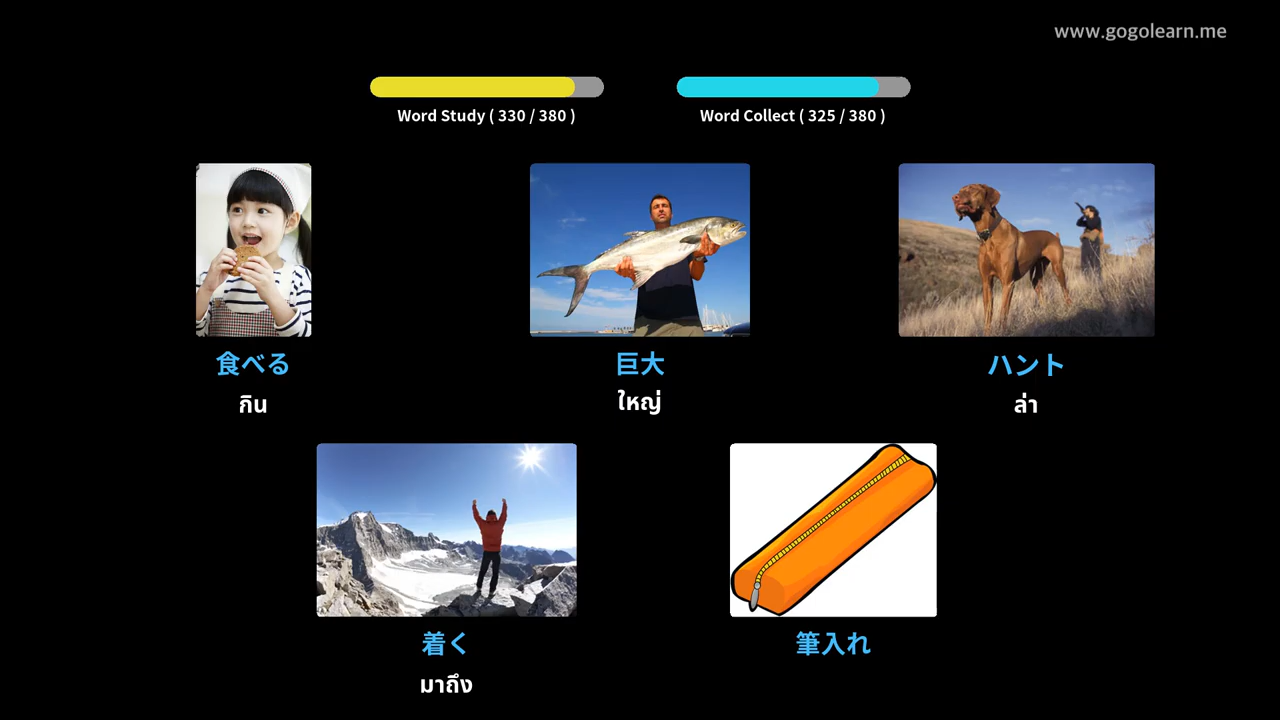 www.gogolearn.me
Word Study ( 330 / 380 )
Word Collect ( 325 / 380 )
食べる
กิน
巨大
ใหญ่
ハント
ล่า
着く
มาถึง
筆入れ